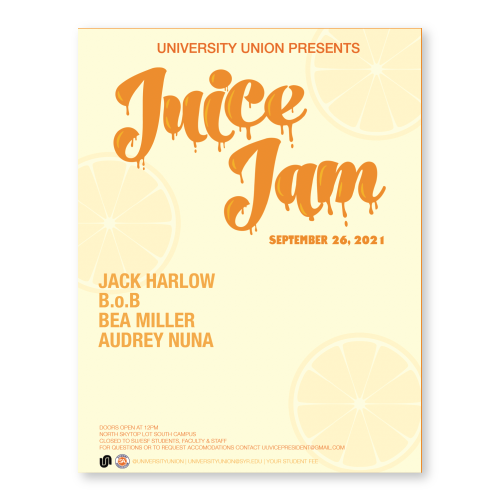 UNIVERSITY UNION PRESENTS
Juice
Jam
SEPTEMBER 26, 2021
JACK HARLOW
B.o.B
BEA MILLER
AUDREY NUNA
DOORS OPEN AT 12PM
NORTH SKYTOP LOT SOUTH CAMPUS
CLOSED TO SU/ESF STUDENTS, FACULTY & STAFF
FOR QUESTIONS OR TO REQUEST ACCOMODATIONS CONTACT UUVICEPRESIDENT@GMAIL.COM
@UNIVERSITYUNION | UNIVERSITYUNION@SYR.EDU | YOUR STUDENT FEE